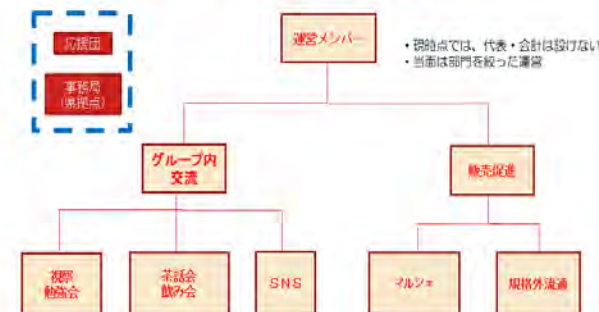 応援団
事務局
(県拠点)
運営メンバー
・現時点では、代表・会計は設けない
・当面は部門を絞った運営
グループ内
交流
販売促進
視察
勉強会
茶話会
飲み会
SNS
マルシェ
規格外流通